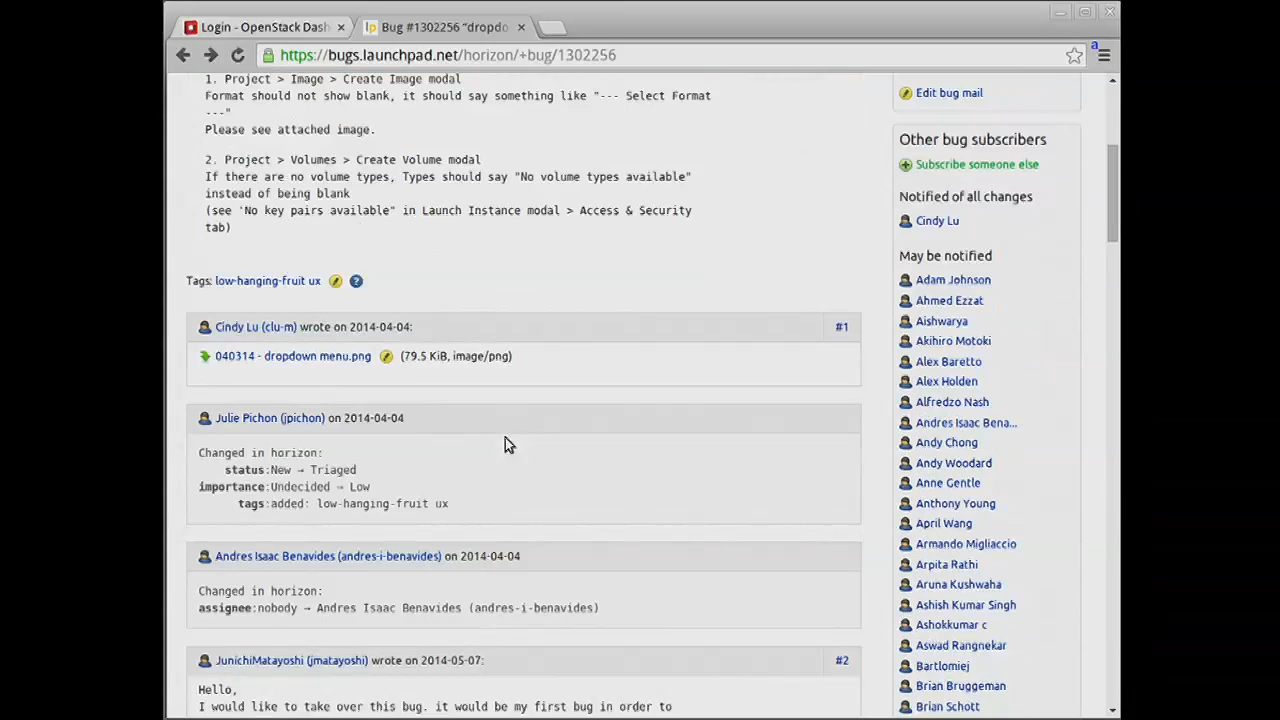 Login - OpenStack Dash
Bug #1302256 “dropdo
https://bugs.launchpad.net/horizon/+bug/1302256
1. Project > Image > Create Image modal
Format should not show blank, it should say something like "--- Select Format
---"
Please see attached image.
2. Project > Volumes > Create Volume modal
If there are no volume types, Types should say "No volume types available"
instead of being blank
(see 'No key pairs available" in Launch Instance modal > Access & Security
tab)
Tags: low-hanging-fruit ux
Cindy Lu (clu-m) wrote on 2014-04-04: #1
040314 - dropdown menu.png (79.5 KiB, image/png)
Julie Pichon (jpichon) on 2014-04-04
Changed in horizon:
status:New → Triaged
importance:Undecided → Low
tags:added: low-hanging-fruit ux
Andres Isaac Benavides (andres-i-benavides) on 2014-04-04
Changed in horizon:
assignee:nobody → Andres Isaac Benavides (andres-i-benavides)
JunichiMatayoshi (jmatayoshi) wrote on 2014-05-07: #2
Hello,
I would like to take over this bug. it would be my first bug in order to
Edit bug mail
Other bug subscribers
Subscribe someone else
Notified of all changes
Cindy Lu
May be notified
Adam Johnson
Ahmed Ezzat
Aishwarya
Akihiro Motoki
Alex Baretto
Alex Holden
Alfredzo Nash
Andres Isaac Bena...
Andy Chong
Andy Woodard
Anne Gentle
Anthony Young
April Wang
Armando Migliaccio
Arpita Rathi
Aruna Kushwaha
Ashish Kumar Singh
Ashokkumar c
Aswad Rangnekar
Bartlomiej
Brian Bruggeman
Brian Schott